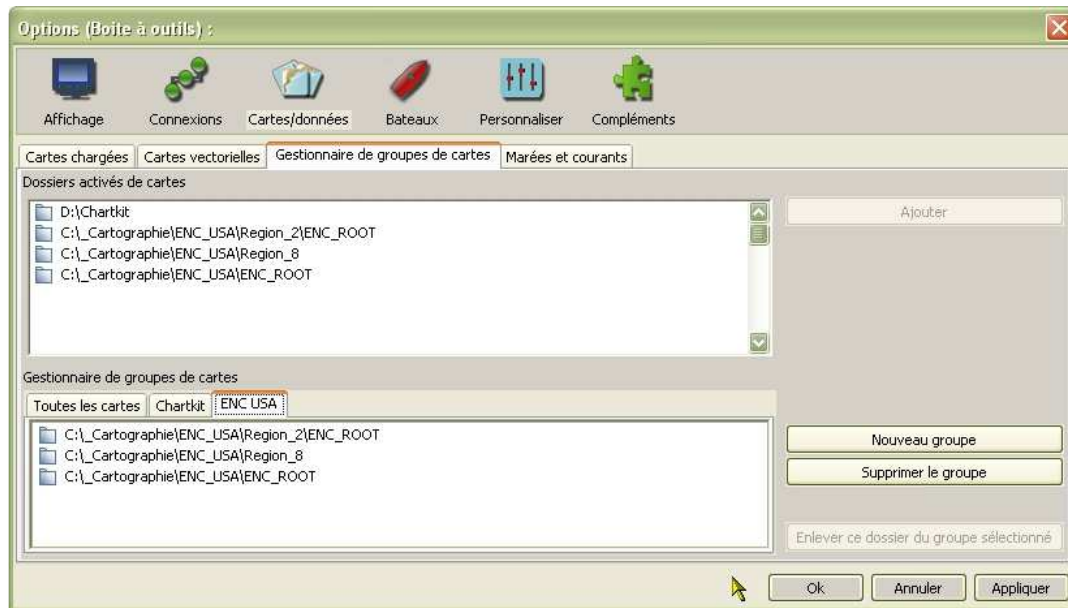 Options (Boite à outils) :
Affichage Connexions Cartes/données Bateaux Personnaliser Compléments
Cartes chargées Cartes vectorielles Gestionnaire de groupes de cartes Marées et courants
Dossiers activés de cartes
D:\Chartkit
C:\_Cartographie\ENC_USA\Region_2\ENC_ROOT
C:\_Cartographie\ENC_USA\Region_8
C:\_Cartographie\ENC_USA\ENC_ROOT
Ajouter
Gestionnaire de groupes de cartes
Toutes les cartes Chartkit ENC USA
C:\_Cartographie\ENC_USA\Region_2\ENC_ROOT
C:\_Cartographie\ENC_USA\Region_8
C:\_Cartographie\ENC_USA\ENC_ROOT
Nouveau groupe
Supprimer le groupe
Enlever ce dossier du groupe sélectionné
Ok Annuler Appliquer